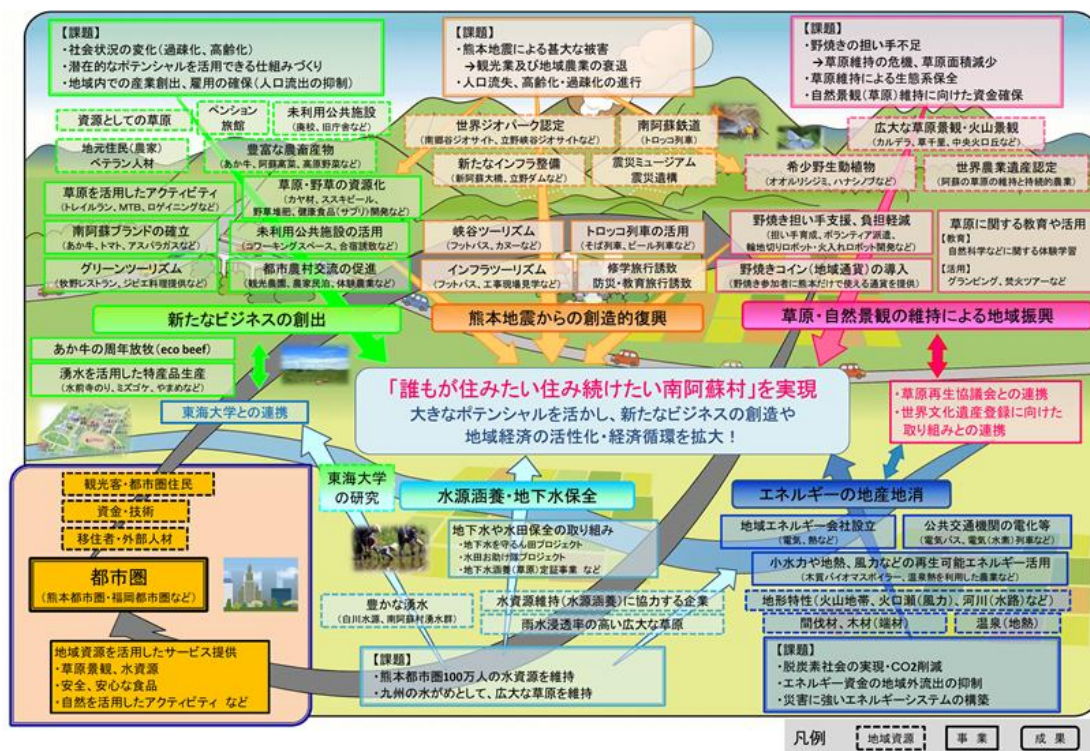 【課題】
・社会状況の変化(過疎化、高齢化)
・潜在的なポテンシャルを活用できる仕組みづくり
・地域内での産業創出、雇用の確保(人口流出の抑制)
資源としての草原
ペンション
旅館
未利用公共施設
(廃校、旧庁舎など)
地元住民(農家)
ベテラン人材
豊富な農畜産物
(あか牛、阿蘇高菜、高原野菜など)
草原を活用したアクティビティ
(トレイルラン、MTB、ロゲイニングなど)
草原・野草の資源化
(カヤ材、ススキビール、
野草堆肥、健康食品(サプリ)開発など)
南阿蘇ブランドの確立
(あか牛、トマト、アスパラガスなど)
未利用公共施設の活用
(コワーキングスペース、合宿誘致など)
グリーンツーリズム
(牧野レストラン、ジビエ料理提供など)
都市農村交流の促進
(観光農園、農家民泊、体験農業など)
新たなビジネスの創出
あか牛の周年放牧(eco beef)
湧水を活用した特産品生産
(水前寺のり、ミズゴケ、やまめなど)
東海大学との連携
【課題】
・熊本地震による甚大な被害
→観光業及び地域農業の衰退
・人口流失、高齢化・過疎化の進行
世界ジオパーク認定
(南郷谷ジオサイト、立野峡谷ジオサイトなど)
南阿蘇鉄道
(トロッコ列車)
新たなインフラ整備
(新阿蘇大橋、立野ダムなど)
震災ミュージアム
震災遺構
峡谷ツーリズム
(フットパス、カヌーなど)
トロッコ列車の活用
(そば列車、ビール列車など)
インフラツーリズム
(フットパス、工事現場見学など)
修学旅行誘致
防災・教育旅行誘致
熊本地震からの創造的復興
【課題】
・野焼きの担い手不足
→草原維持の危機、草原面積減少
・草原維持による生態系保全
・自然景観(草原)維持に向けた資金確保
広大な草原景観・火山景観
(カルデラ、草千里、中央火口丘など)
希少野生動植物
(オオルリシジミ、ハナシノブなど)
世界農業遺産認定
(阿蘇の草原の維持と持続的農業)
野焼き担い手支援、負担軽減
(担い手育成、ボランティア派遣、
輪地切りロボット・火入れロボット開発など)
野焼きコイン(地域通貨)の導入
(野焼き参加者に熊本だけで使える通貨を提供)
草原に関する教育や活用
【教育】
自然科学などに関する体験学習
【活用】
グランピング、焚火ツアーなど
草原・自然景観の維持による地域振興
・草原再生協議会との連携
・世界文化遺産登録に向けた
取り組みとの連携
「誰もが住みたい住み続けたい南阿蘇村」を実現
大きなポテンシャルを活かし、新たなビジネスの創造や
地域経済の活性化・経済循環を拡大！
観光客・都市圏住民
資金・技術
移住者・外部人材
都市圏
(熊本都市圏・福岡都市圏など)
地域資源を活用したサービス提供
・草原景観、水資源
・安全、安心な食品
・自然を活用したアクティビティ など
東海大学
の研究
水源涵養・地下水保全
地下水や水田保全の取り組み
・地下水を守るん田プロジェクト
・水田お助け隊プロジェクト
・地下水涵養(草原)定証事業 など
豊かな湧水
(白川水源、南阿蘇村湧水群)
水資源維持(水源涵養)に協力する企業
雨水浸透率の高い広大な草原
【課題】
・熊本都市圏100万人の水資源を維持
・九州の水がめとして、広大な草原を維持
エネルギーの地産地消
地域エネルギー会社設立
(電気、熱など)
公共交通機関の電化等
(電気バス、電気(水素)列車など)
小水力や地熱、風力などの再生可能エネルギー活用
(木質バイオマスボイラー、温泉熱を利用した農業など)
地形特性(火山地帯、火口瀬(風力)、河川(水路)など)
間伐材、木材(端材)
温泉(地熱)
【課題】
・脱炭素社会の実現・CO2削減
・エネルギー資金の地域外流出の抑制
・災害に強いエネルギーシステムの構築
凡例
地域資源
事業
成果